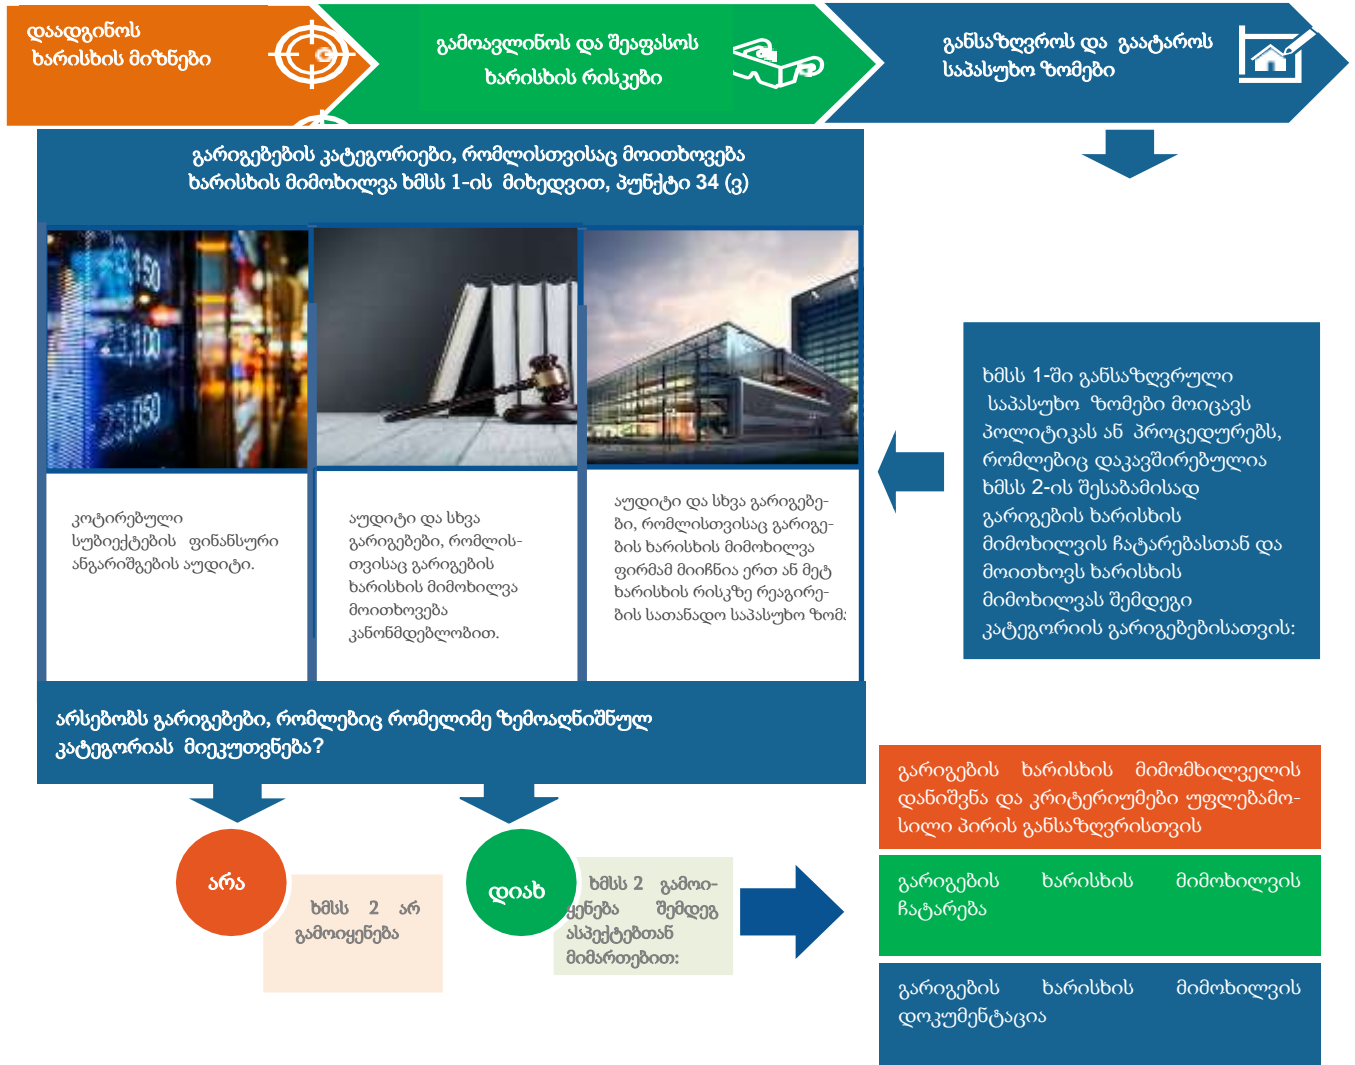 დაადგინოს
ხარისხის მიზნები
გამოავლინოს და შეაფასოს
ხარისხის რისკები
განსაზღვროს და გაატაროს
საპასუხო ზომები
გარიგებების კატეგორიები, რომლისთვისაც მოითხოვება
ხარისხის მიმოხილვა ხმსს 1-ის მიხედვით, პუნქტი 34 (ვ)
კოტირებული
სუბიექტების ფინანსური
ანგარიშგების აუდიტი.
აუდიტი და სხვა
გარიგებები, რომლის-
თვისაც გარიგების
ხარისხის მიმოხილვა
მოითხოვება
კანონმდებლობით.
აუდიტი და სხვა გარიგებე-
ბი, რომლისთვისაც გარიგე-
ბის ხარისხის მიმოხილვა
ფირმამ მიიჩნია ერთ ან მეტ
ხარისხის რისკზე რეაგირე-
ბის სათანადო საპასუხო ზომ
ხმსს 1-ში განსაზღვრული
საპასუხო ზომები მოიცავს
პოლიტიკას ან პროცედურებს,
რომლებიც დაკავშირებულია
ხმსს 2-ის შესაბამისად
გარიგების ხარისხის
მიმოხილვის ჩატარებასთან და
მოითხოვს ხარისხის
მიმოხილვას შემდეგი
კატეგორიის გარიგებებისათვის:
არსებობს გარიგებები, რომლებიც რომელიმე ზემოაღნიშნულ
კატეგორიას მიეკუთვნება?
არა
ხმსს 2 არ
გამოიყენება
დიახ
ხმსს 2 გამოი-
ყენება შემდეგ
ასპექტებთან
მიმართებით:
გარიგების ხარისხის მიმომხილველის
დანიშვნა და კრიტერიუმები უფლებამო-
სილი პირის განსაზღვრისთვის
გარიგების ხარისხის მიმოხილვის
ჩატარება
გარიგების ხარისხის მიმოხილვის
დოკუმენტაცია